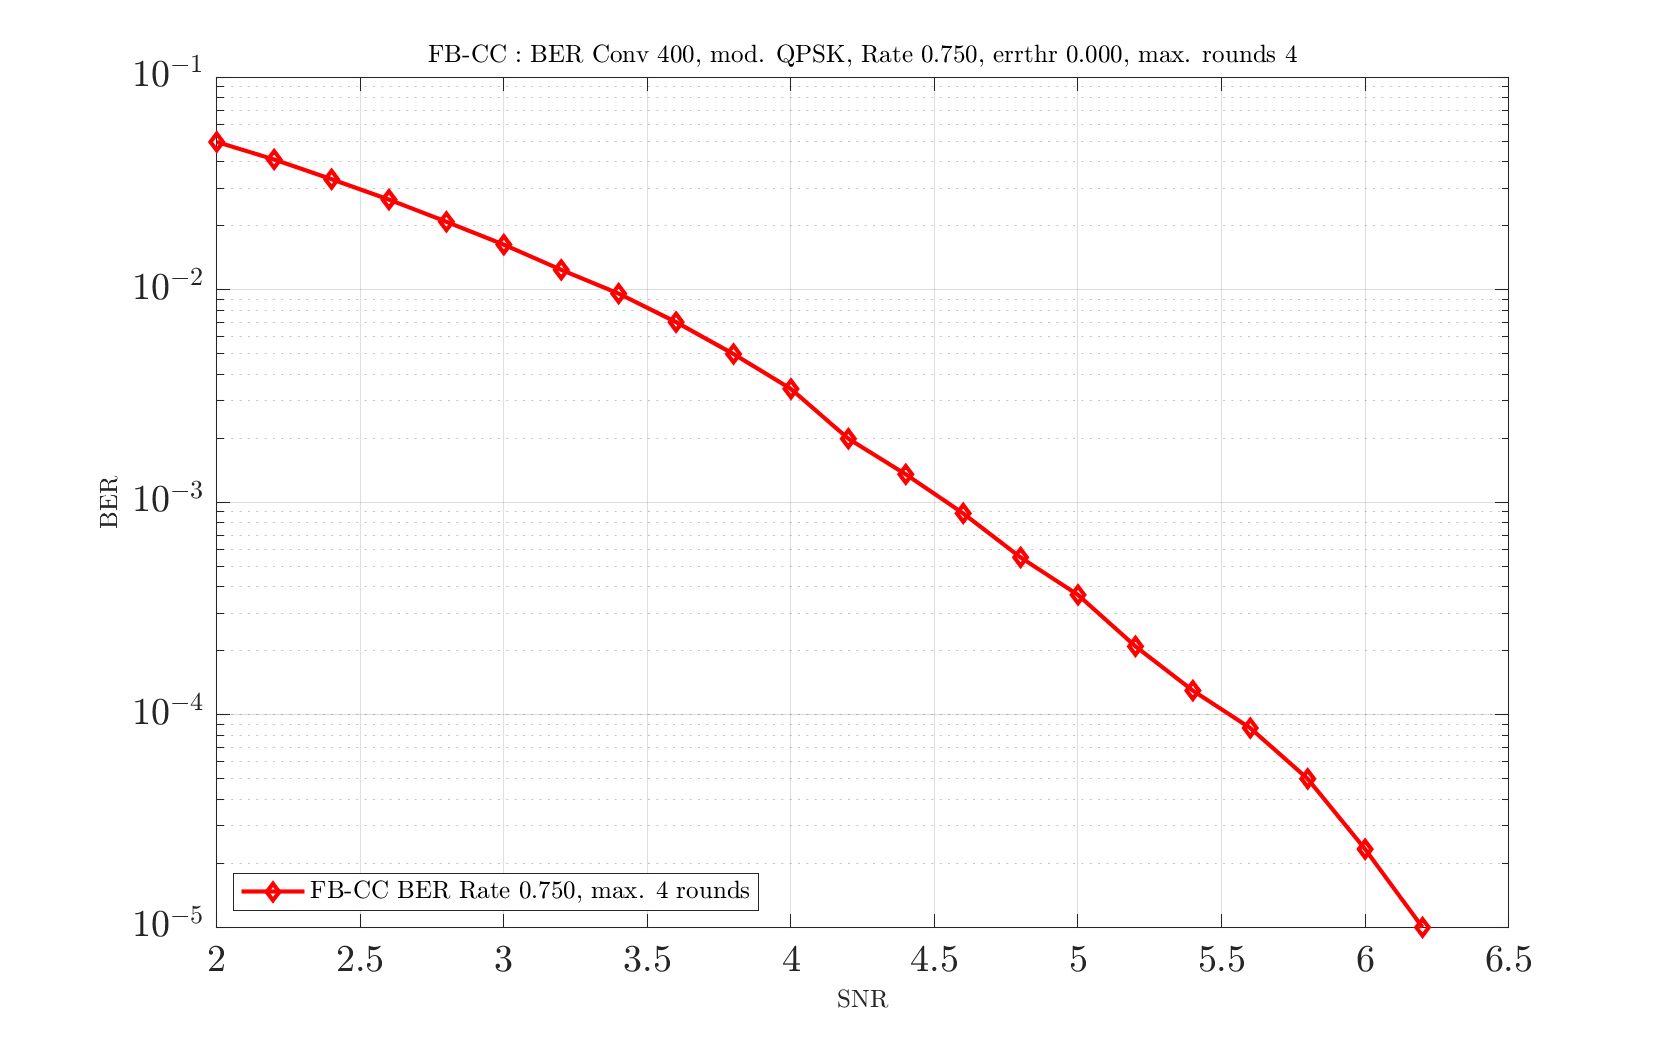 FB-CC : BER Conv 400, mod. QPSK, Rate 0.750, errthr 0.000, max. rounds 4
10⁻¹
10⁻²
10⁻³
BER
10⁻⁴
FB-CC BER Rate 0.750, max. 4 rounds
10⁻⁵
2 2.5 3 3.5 4 4.5 5 5.5 6 6.5
SNR